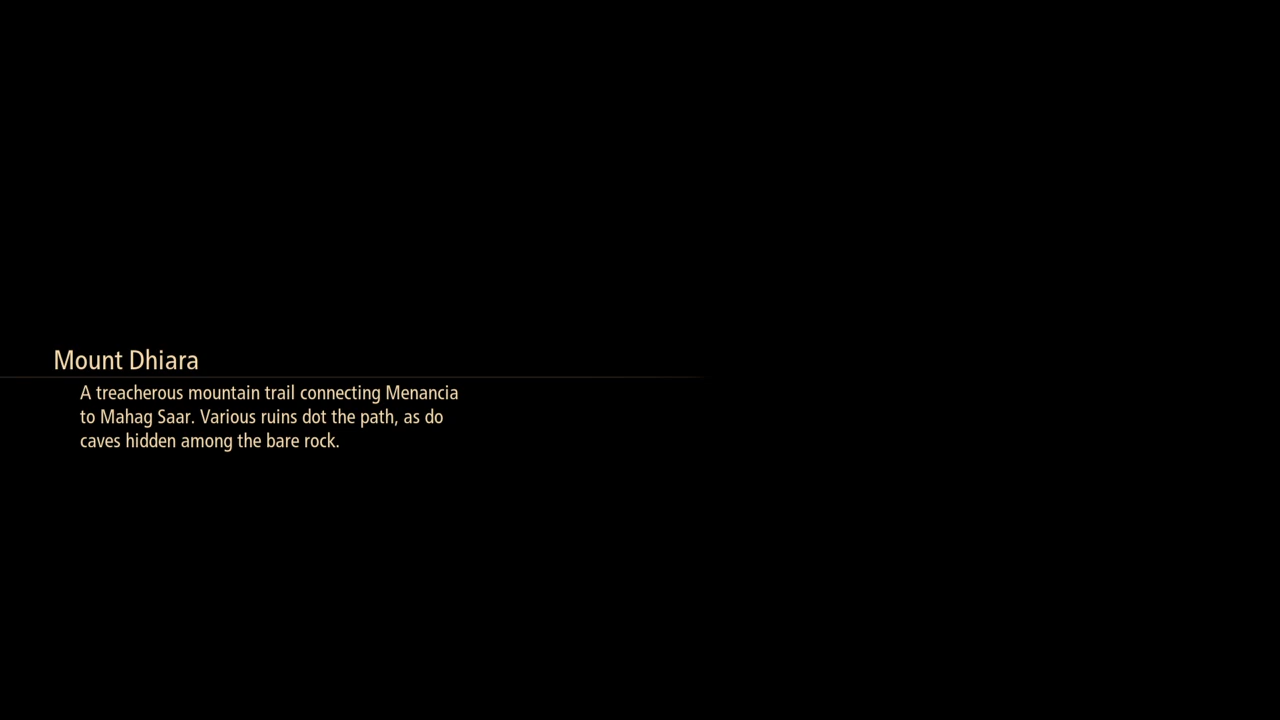 Mount Dhiara
A treacherous mountain trail connecting Menancia
to Mahag Saar. Various ruins dot the path, as do
caves hidden among the bare rock.